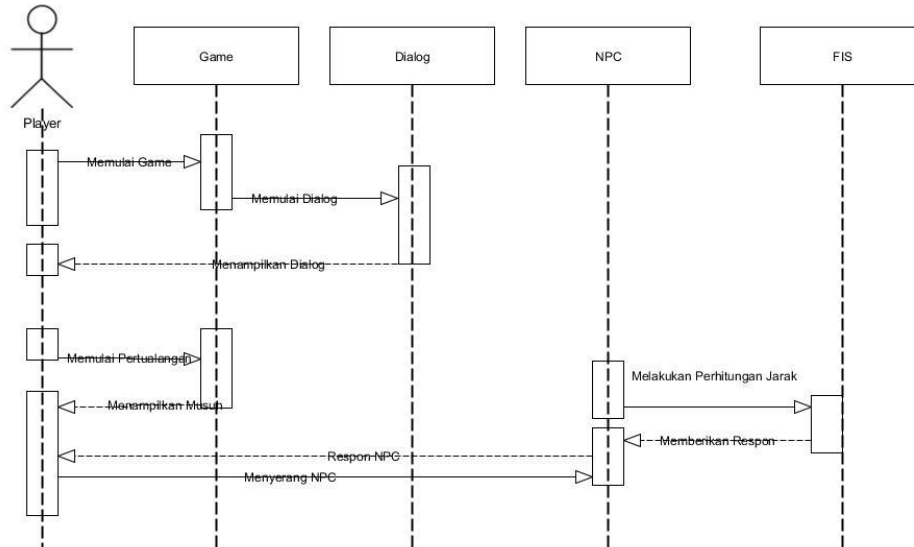 Game
Dialog
NPC
FIS
Player
Memulai Game
Memulai Dialog
Menampilkan Dialog
Memulai Pertualangan
Melakukan Perhitungan Jarak
Menampilkan Musuh
Memberikan Respon
Respon NPC
Menyerang NPC